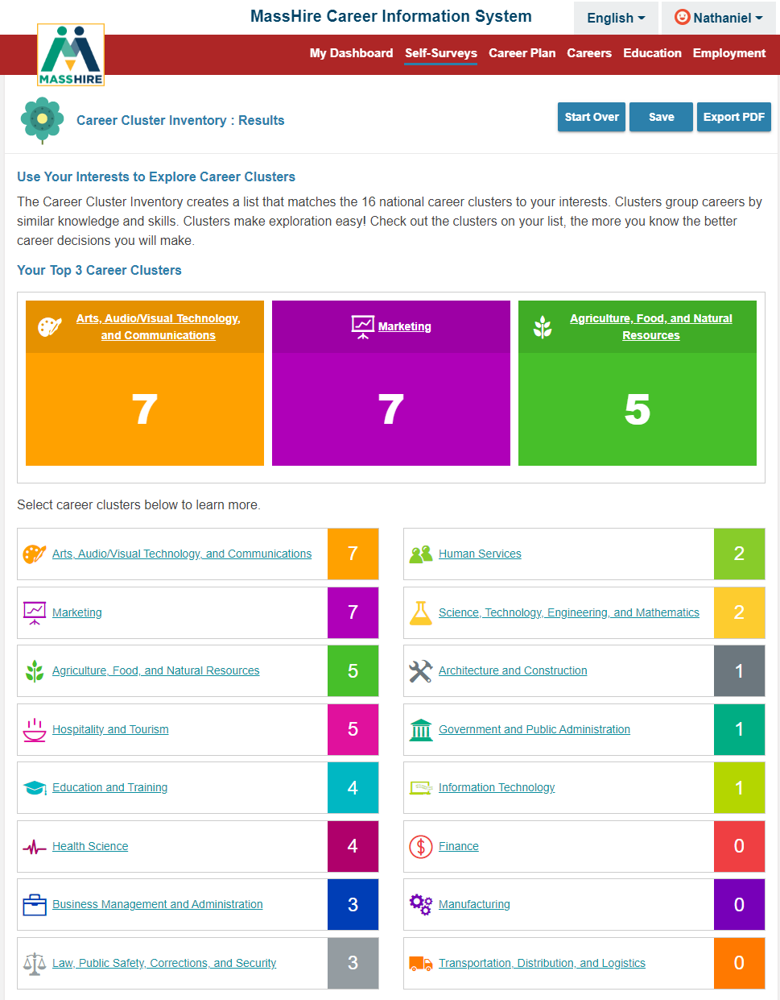 MassHire Career Information System
English
Nathaniel
MASSHIRE
My Dashboard Self-Surveys Career Plan Careers Education Employment
Career Cluster Inventory : Results
Start Over
Save
Export PDF
Use Your Interests to Explore Career Clusters
The Career Cluster Inventory creates a list that matches the 16 national career clusters to your interests. Clusters group careers by
similar knowledge and skills. Clusters make exploration easy! Check out the clusters on your list, the more you know the better
career decisions you will make.
Your Top 3 Career Clusters
Arts, Audio/Visual Technology,
and Communications
7
Marketing
7
Agriculture, Food, and Natural
Resources
5
Select career clusters below to learn more.
Arts, Audio/Visual Technology, and Communications 7
Human Services 2
Marketing 7
Science, Technology, Engineering, and Mathematics 2
Agriculture, Food, and Natural Resources 5
Architecture and Construction 1
Hospitality and Tourism 5
Government and Public Administration 1
Education and Training 4
Information Technology 1
Health Science 4
Finance 0
Business Management and Administration 3
Manufacturing 0
Law, Public Safety, Corrections, and Security 3
Transportation, Distribution, and Logistics 0